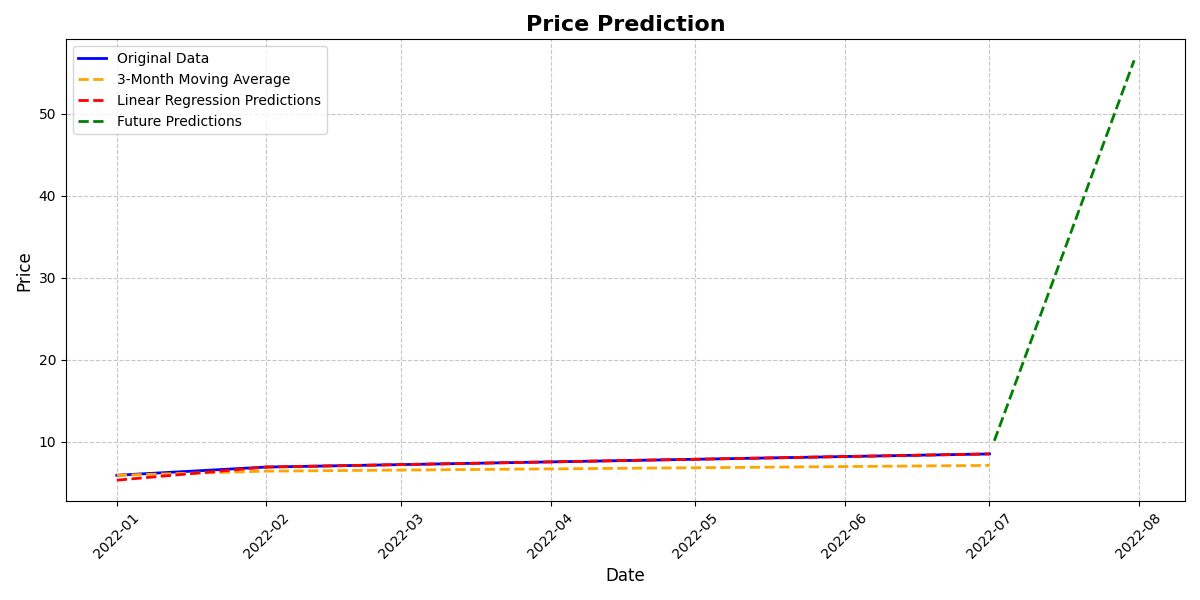 Price Prediction
Original Data
3-Month Moving Average
Linear Regression Predictions
Future Predictions
Price
50
40
30
20
10
2022-01
2022-02
2022-03
2022-04
2022-05
2022-06
2022-07
2022-08
Date